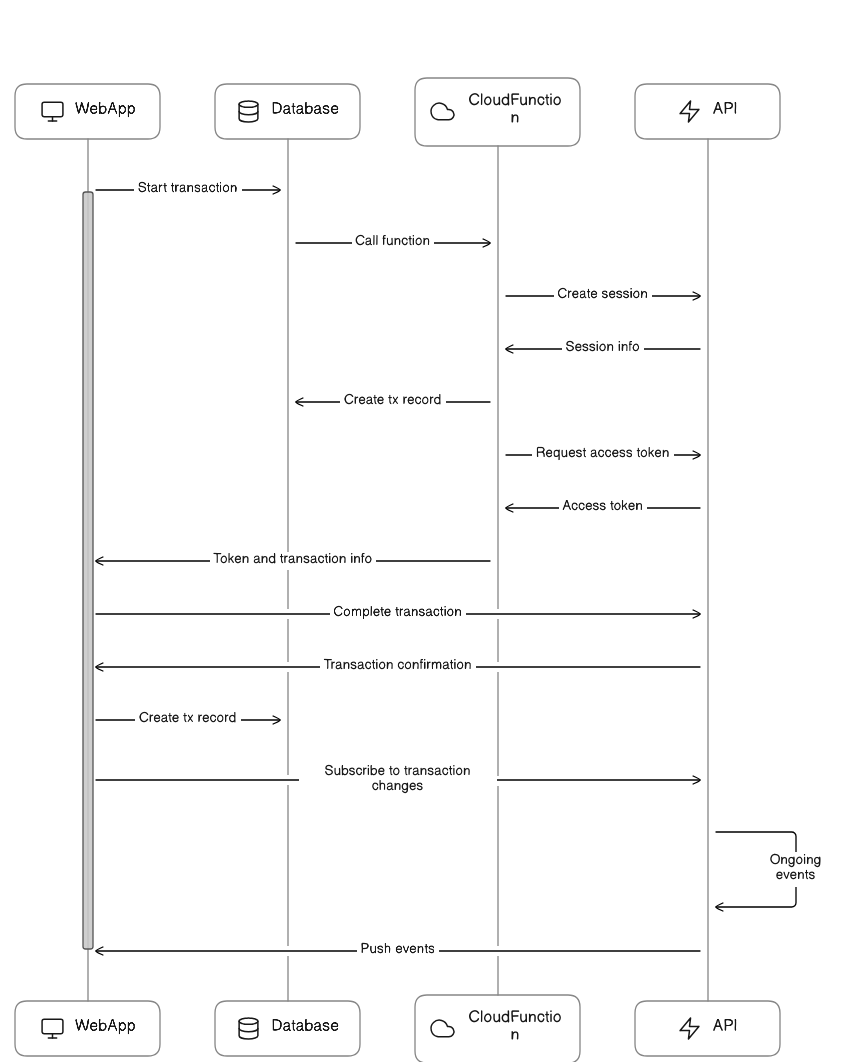 WebApp
Database
CloudFunctio
n
API
Start transaction
Call function
Create session
Session info
Create tx record
Request access token
Access token
Token and transaction info
Complete transaction
Transaction confirmation
Create tx record
Subscribe to transaction
changes
Ongoing
events
Push events
WebApp
Database
CloudFunctio
n
API